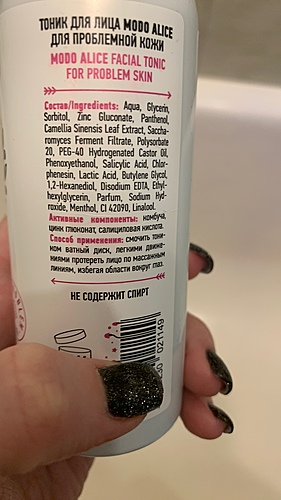 ТОНИК ДЛЯ ЛИЦА MODO ALICE
ДЛЯ ПРОБЛЕМНОЙ КОЖИ
MODO ALICE FACIAL TONIC
FOR PROBLEM SKIN
Состав/Ingredients: Aqua, Glycerin,
Sorbitol, Zinc Gluconate, Panthenol,
Camellia Sinensis Leaf Extract, Saccha-
romyces Ferment Filtrate, Polysorbate
20, PEG-40 Hydrogenated Castor Oil,
Phenoxyethanol, Salicylic Acid, Chlor-
phenesin, Lactic Acid, Butylene Glycol,
1,2-Hexanediol, Disodium EDTA, Ethyl-
hexylglycerin, Parfum, Sodium Hyd-
roxide, Menthol, CI 42090, Linalool.
Активные компоненты: комбуча,
цинк глюконат, салициловая кислота.
Способ применения: смочить тони-
ком ватный диск, легкими движе-
ниями протереть лицо по массажным
линиям, избегая области вокруг глаз.
НЕ СОДЕРЖИТ СПИРТ
021149